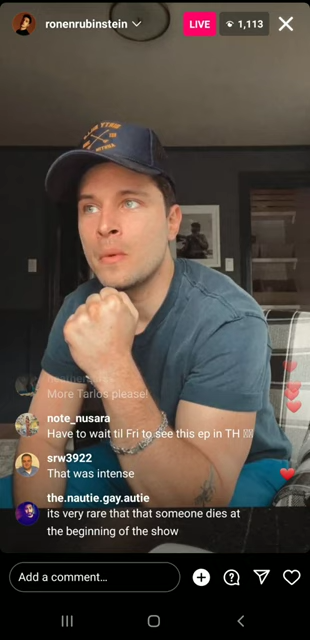 ronenrubinstein
LIVE
1,113
More Tarlos please!
note_nusara
Have to wait til Fri to see this ep in TH
srw3922
That was intense
the.nautie.gay.autie
its very rare that that someone dies at
the beginning of the show
Add a comment...